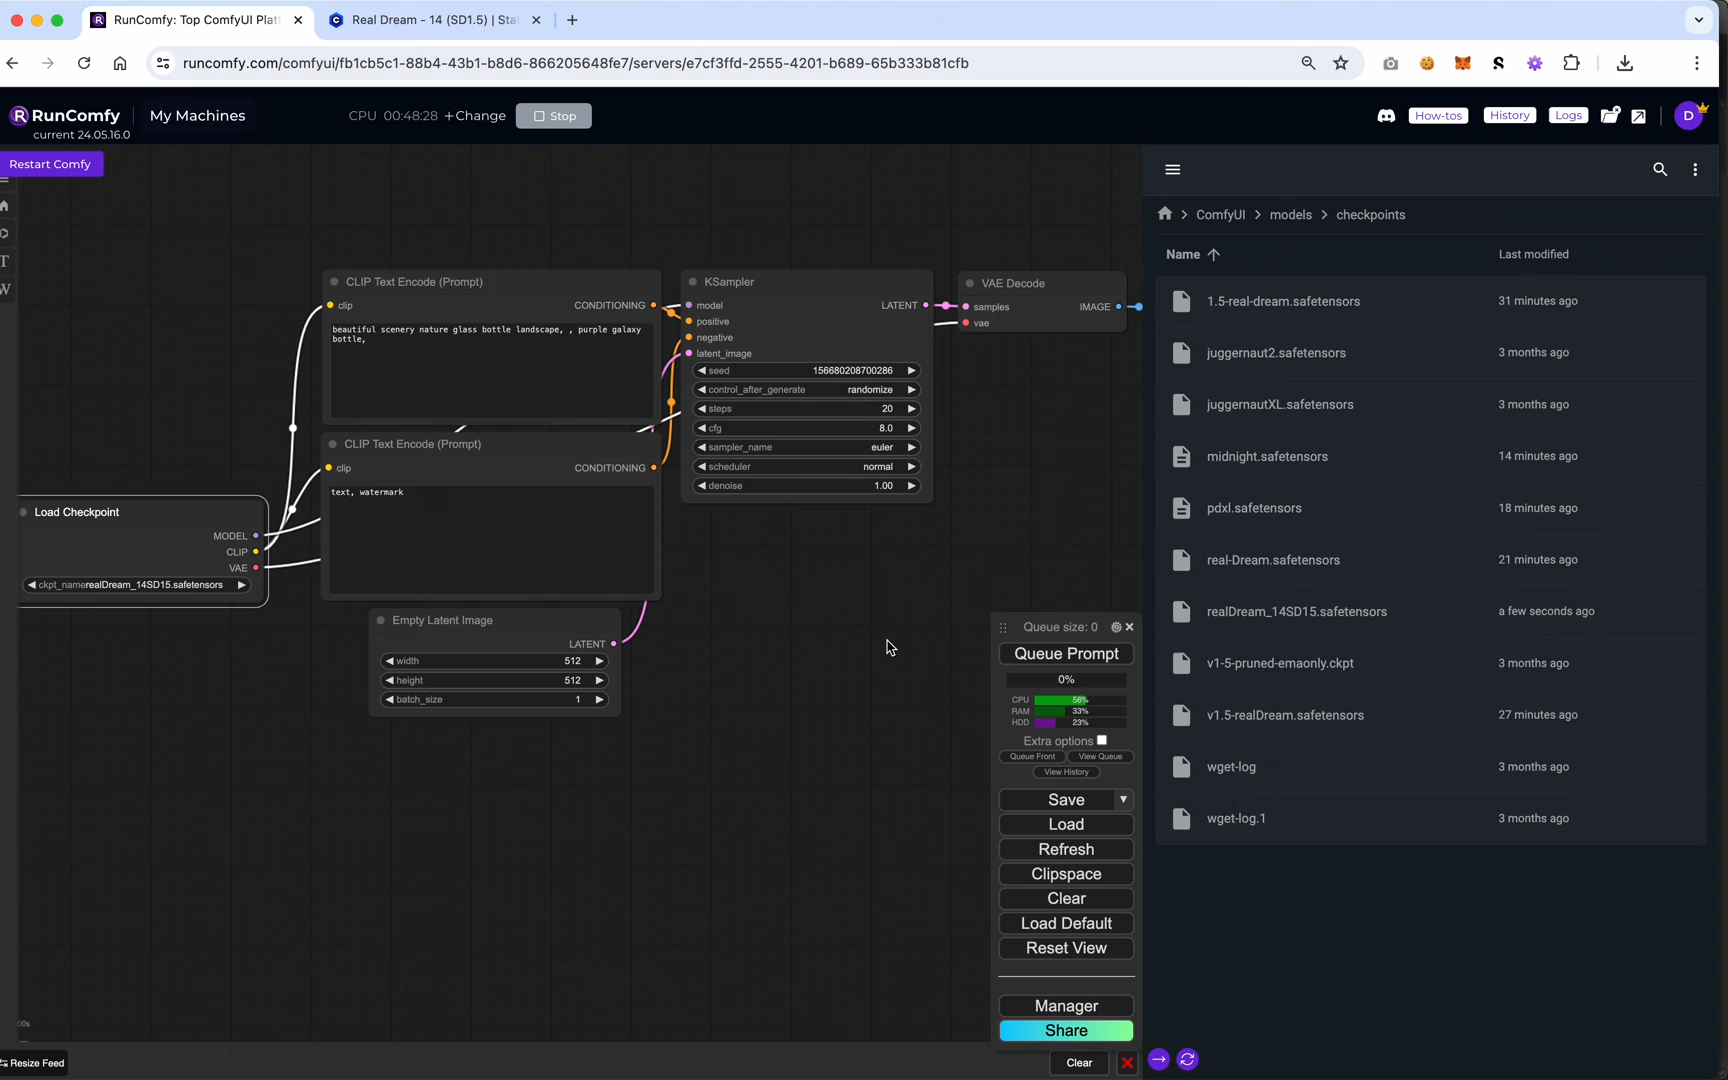 RunComfy: Top ComfyUI Platf
Real Dream - 14 (SD1.5) | Sta
runcomfy.com/comfyui/fb1cb5c1-88b4-43b1-b8d6-866205648fe7/servers/e7cf3ffd-2555-4201-b689-65b333b81cfb
RunComfy
current 24.05.16.0
My Machines
CPU 00:48:28 +Change
Stop
How-tos
History
Logs
D
Restart Comfy
T
W
ComfyUI > models > checkpoints
Name
Last modified
1.5-real-dream.safetensors 31 minutes ago
juggernaut2.safetensors 3 months ago
juggernautXL.safetensors 3 months ago
midnight.safetensors 14 minutes ago
pdxl.safetensors 18 minutes ago
real-Dream.safetensors 21 minutes ago
realDream_14SD15.safetensors a few seconds ago
v1-5-pruned-emaonly.ckpt 3 months ago
v1.5-realDream.safetensors 27 minutes ago
wget-log 3 months ago
wget-log.1 3 months ago
CLIP Text Encode (Prompt)
clip CONDITIONING
beautiful scenery nature glass bottle landscape, , purple galaxy
bottle,
CLIP Text Encode (Prompt)
clip CONDITIONING
text, watermark
KSampler
model LATENT
positive
negative
latent_image
seed 156680208700286
control_after_generate randomize
steps 20
cfg 8.0
sampler_name euler
scheduler normal
denoise 1.00
VAE Decode
samples IMAGE
vae
Load Checkpoint
MODEL
CLIP
VAE
ckpt_name realDream_14SD15.safetensors
Empty Latent Image
LATENT
width 512
height 512
batch_size 1
Queue size: 0
Queue Prompt
0%
CPU 56%
RAM 33%
HDD 23%
Extra options
Queue Front View Queue
View History
Save
Load
Refresh
Clipspace
Clear
Load Default
Reset View
Manager
Share
00s
Resize Feed
Clear